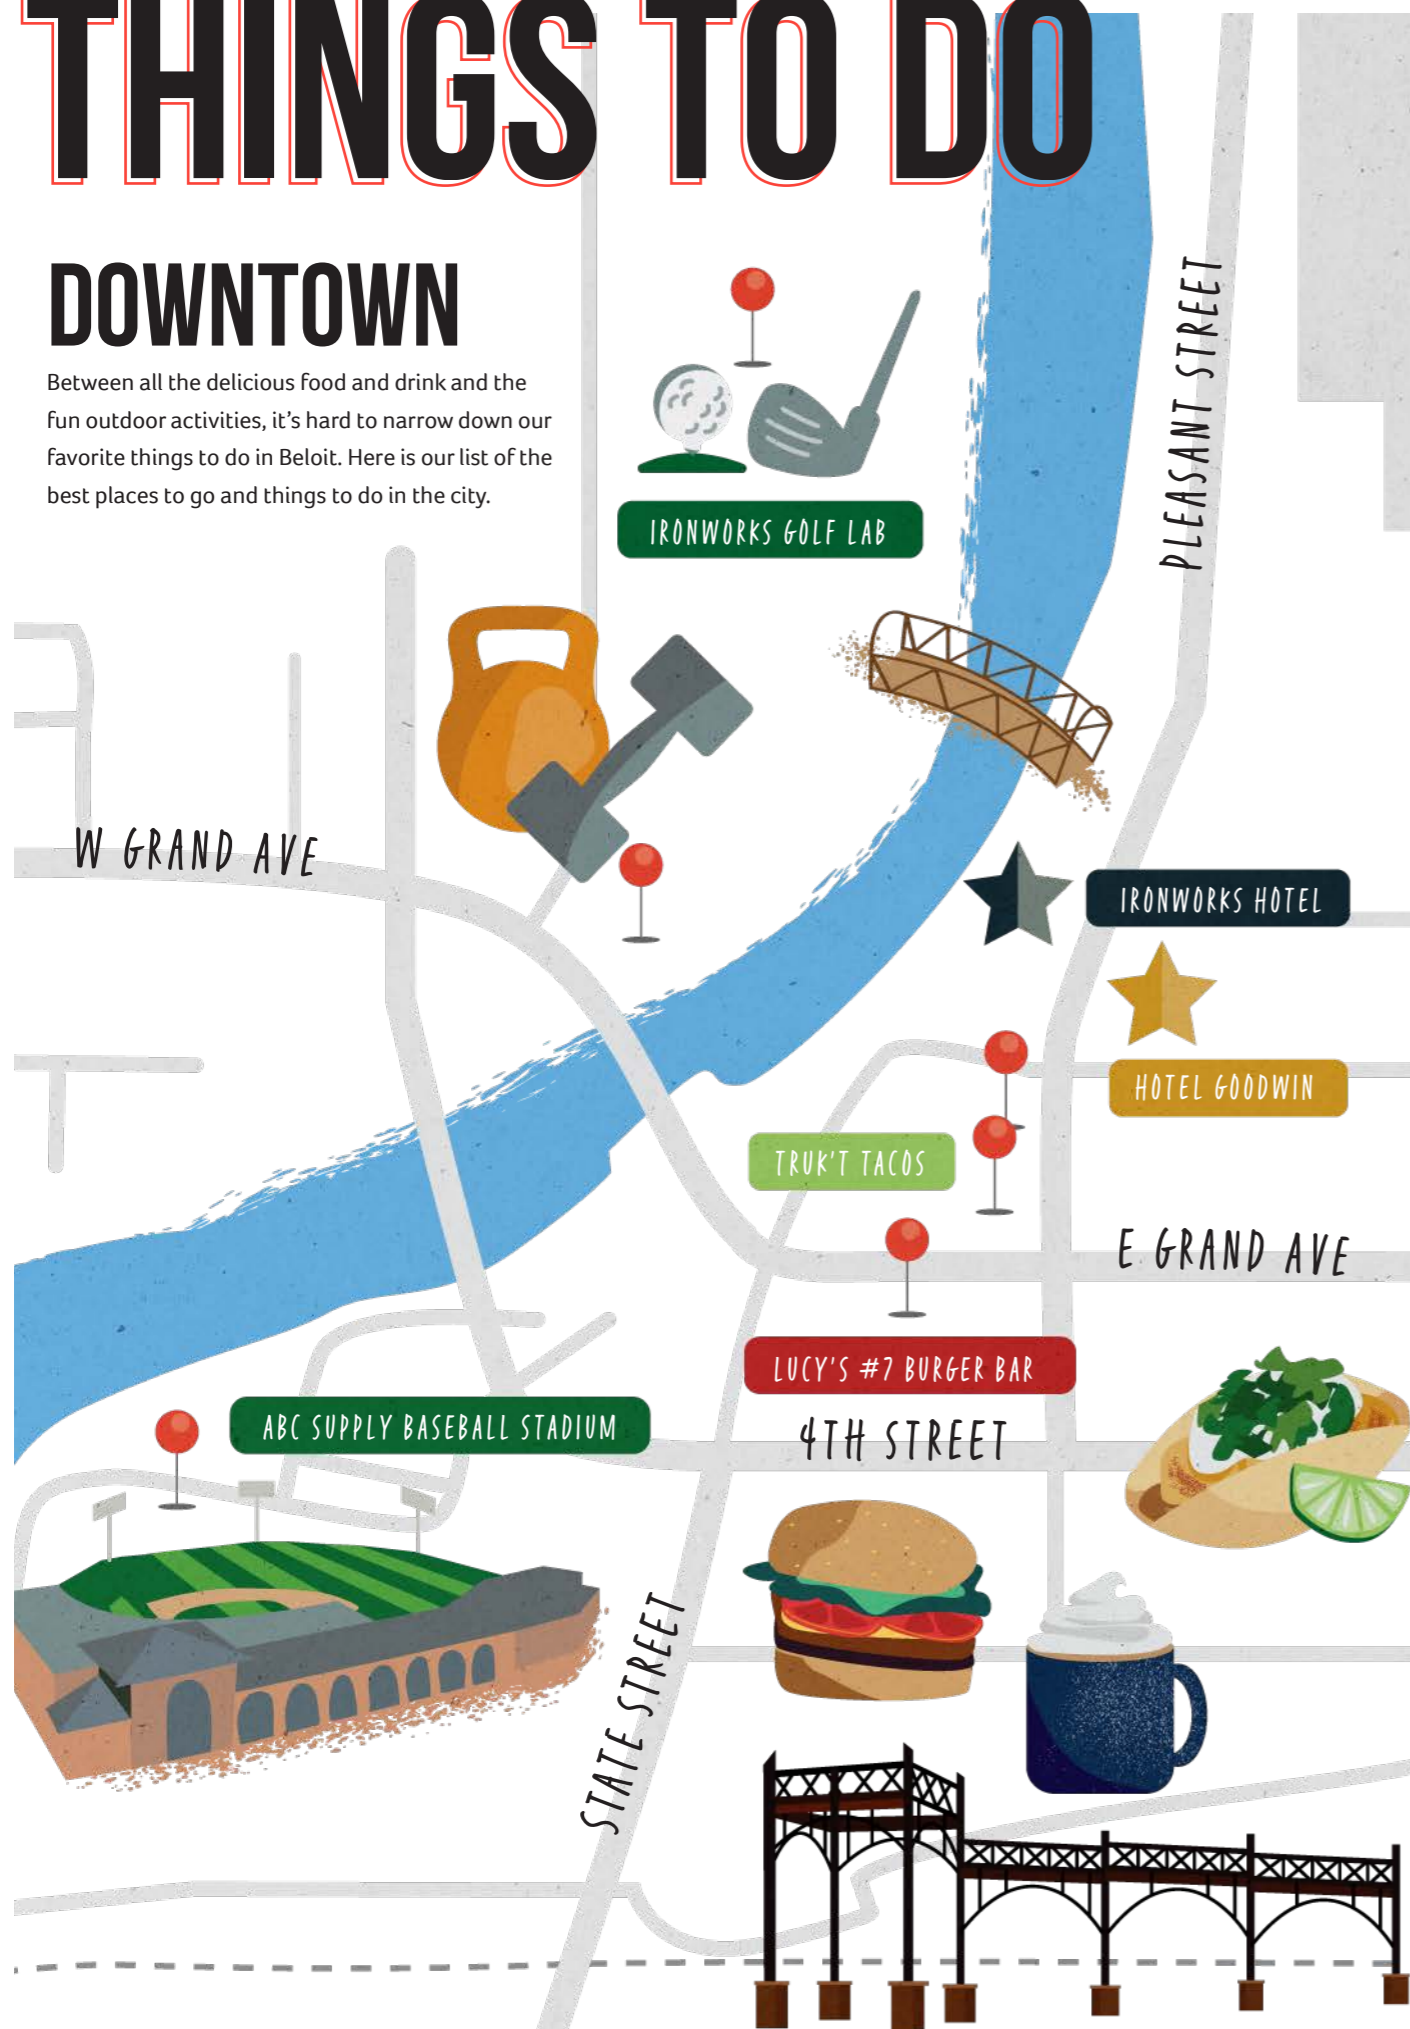 THINGS TO DO
DOWNTOWN
Between all the delicious food and drink and the
fun outdoor activities, it's hard to narrow down our
favorite things to do in Beloit. Here is our list of the
best places to go and things to do in the city.
PLEASANT STREET
IRONWORKS GOLF LAB
W GRAND AVE
IRONWORKS HOTEL
HOTEL GOODWIN
TRUK'T TACOS
E GRAND AVE
LUCY'S #7 BURGER BAR
ABC SUPPLY BASEBALL STADIUM
4TH STREET
STATE STREET